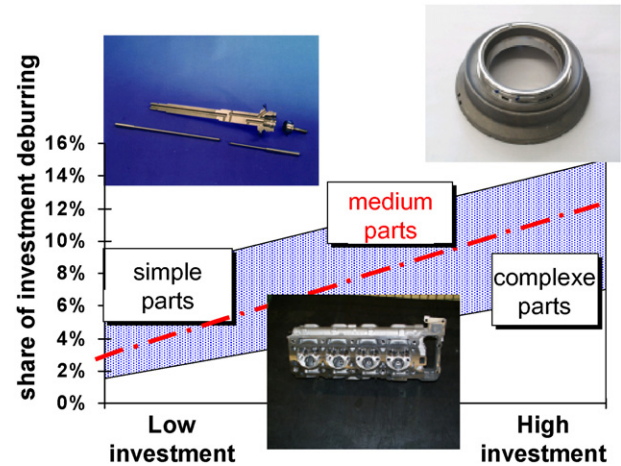 share of investment deburring
16%
14%
12%
10%
8%
6%
4%
2%
0%
simple
parts
medium
parts
complexe
parts
Low
investment
High
investment